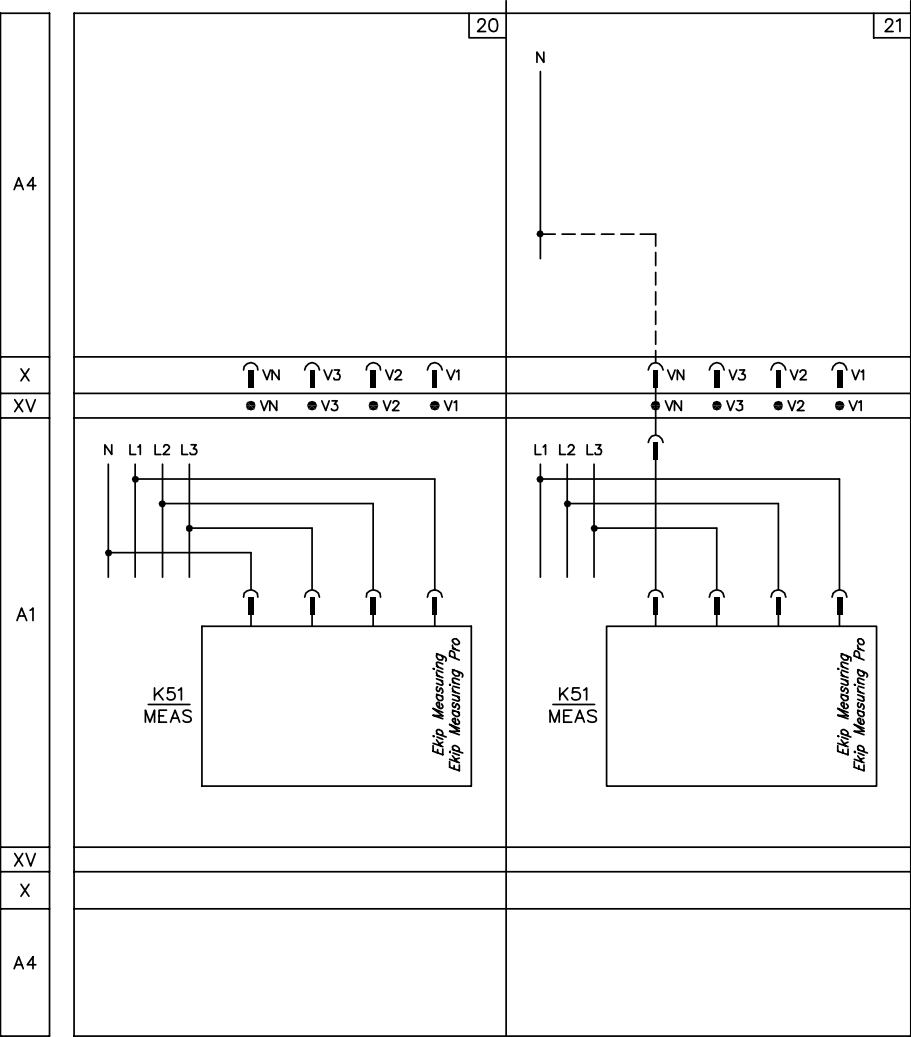 20
21
N
A4
X
VN V3 V2 V1
VN V3 V2 V1
XV
VN V3 V2 V1
VN V3 V2 V1
N L1 L2 L3
L1 L2 L3
A1
K51
MEAS
Ekip Measuring
Ekip Measuring Pro
K51
MEAS
Ekip Measuring
Ekip Measuring Pro
XV
X
A4